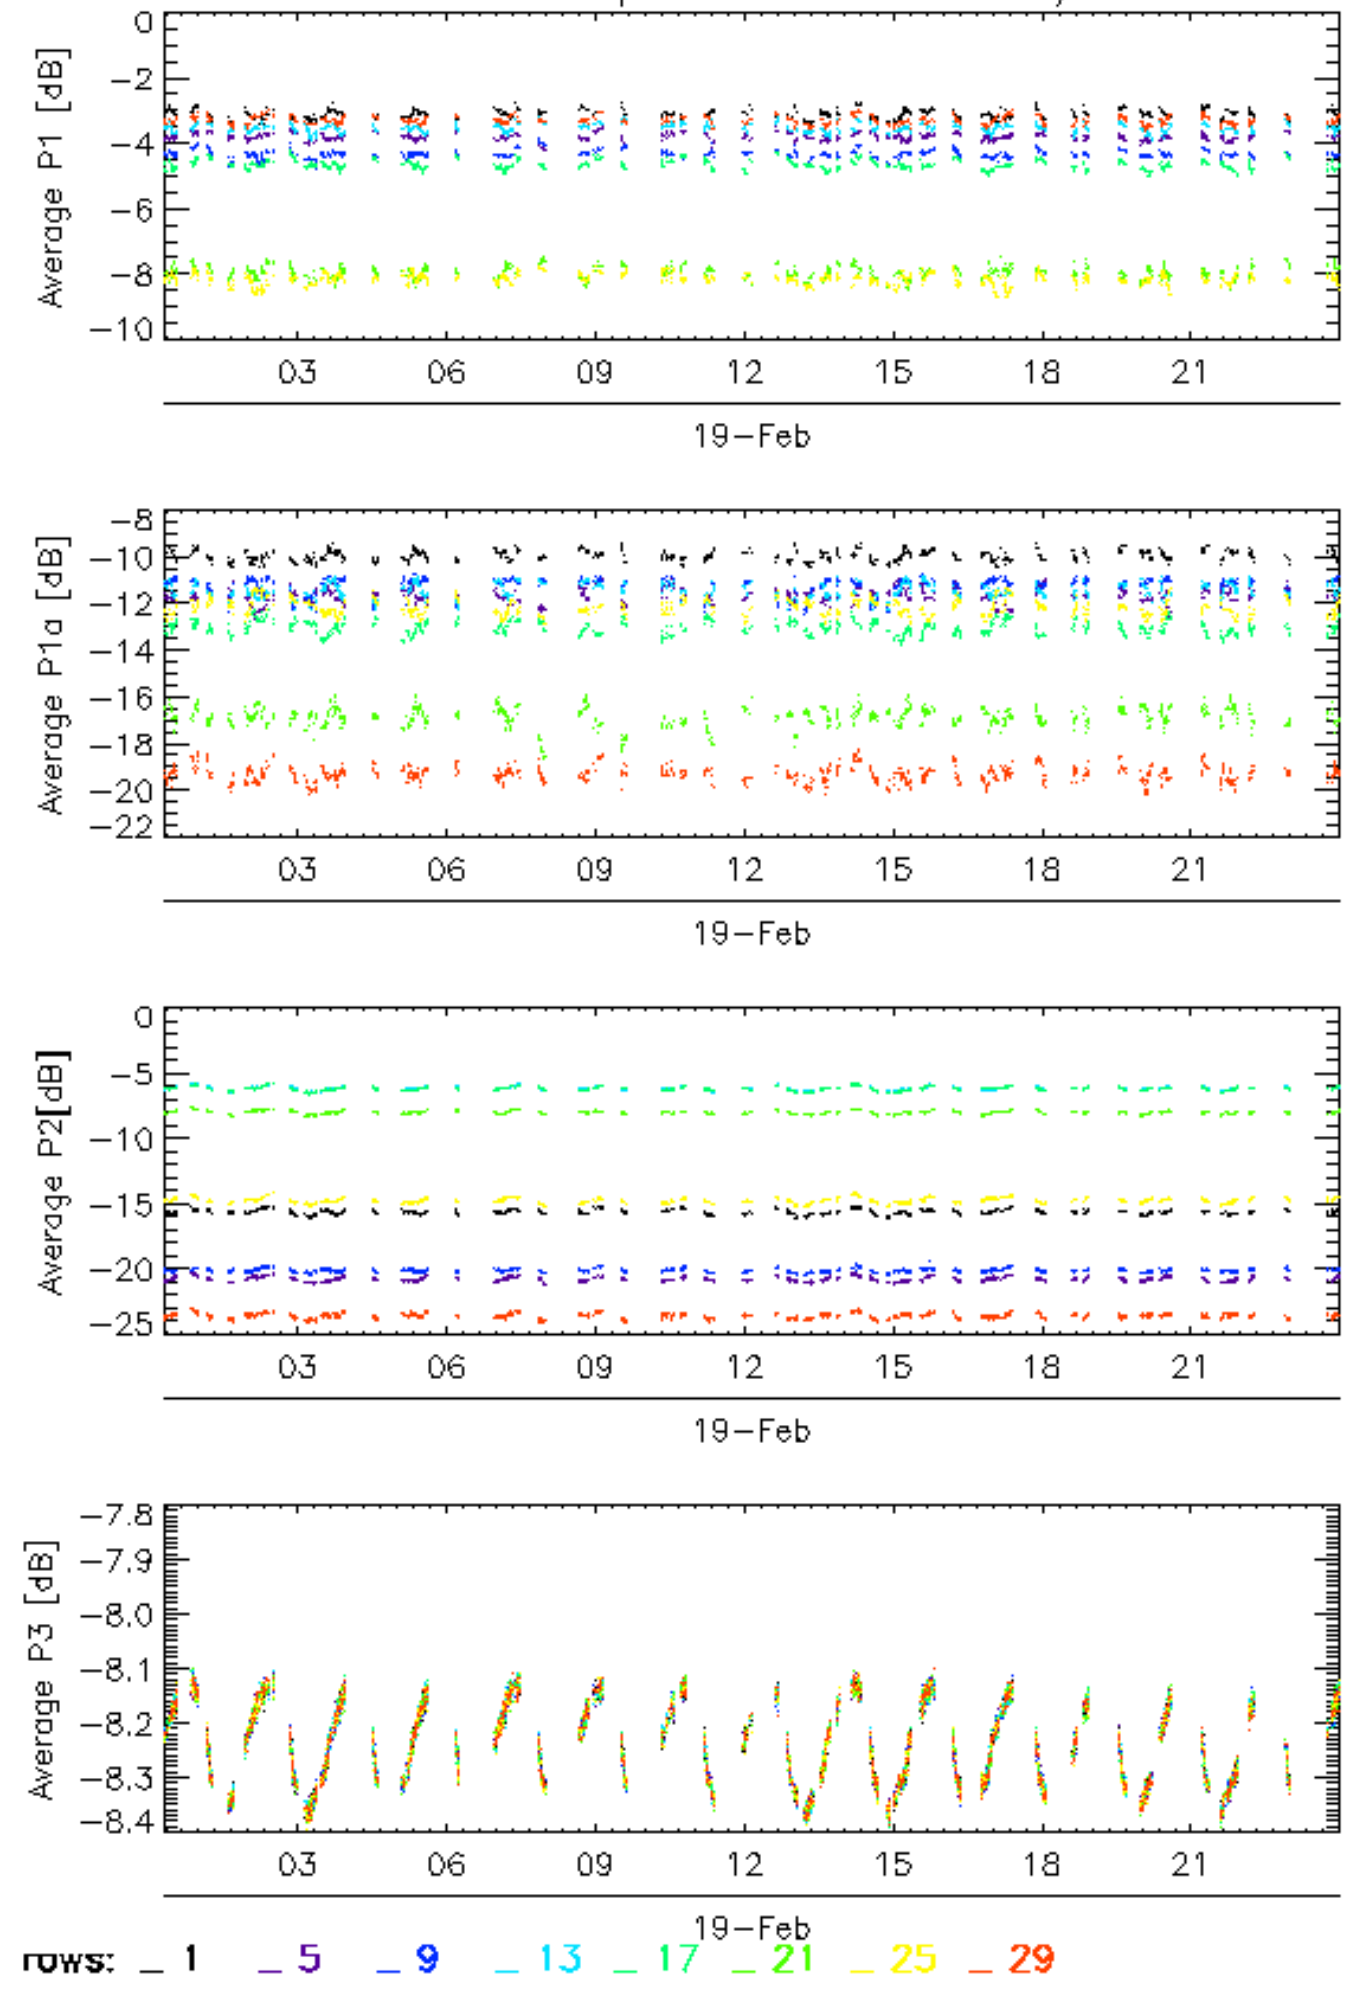 Average P1 [dB]
0
−2
−4
−6
−8
−10
03 06 09 12 15 18 21
19−Feb
Average P1a [dB]
−8
−10
−12
−14
−16
−18
−20
−22
03 06 09 12 15 18 21
19−Feb
Average P2[dB]
0
−5
−10
−15
−20
−25
03 06 09 12 15 18 21
19−Feb
Average P3 [dB]
−7.8
−7.9
−8.0
−8.1
−8.2
−8.3
−8.4
03 06 09 12 15 18 21
19−Feb
rows: _ 1 _ 5 _ 9 _ 13 _ 17 _ 21 _ 25 _ 29